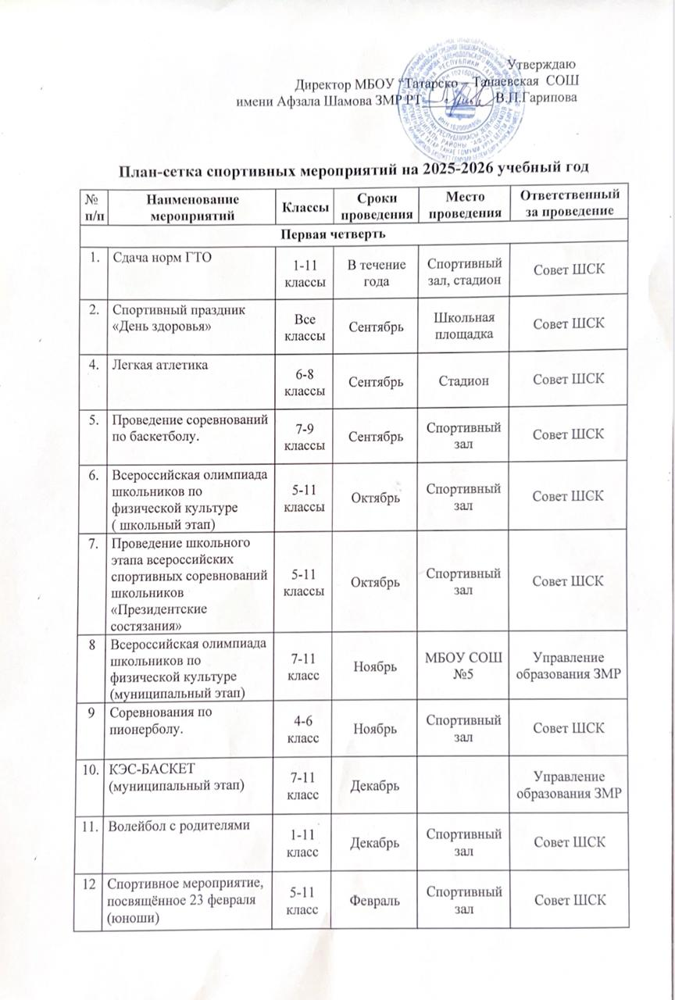 Утверждаю
Директор МБОУ "Татарско – Танаевская СОШ
имени Афзала Шамова ЗМР РТ В.П.Гарипова
План-сетка спортивных мероприятий на 2025-2026 учебный год
№ п/п Наименование мероприятий Классы Сроки проведения Место проведения Ответственный за проведение
Первая четверть
1. Сдача норм ГТО 1-11 классы В течение года Спортивный зал, стадион Совет ШСК
2. Спортивный праздник «День здоровья» Все классы Сентябрь Школьная площадка Совет ШСК
4. Легкая атлетика 6-8 классы Сентябрь Стадион Совет ШСК
5. Проведение соревнований по баскетболу. 7-9 классы Сентябрь Спортивный зал Совет ШСК
6. Всероссийская олимпиада школьников по физической культуре ( школьный этап) 5-11 классы Октябрь Спортивный зал Совет ШСК
7. Проведение школьного этапа всероссийских спортивных соревнований школьников «Президентские состязания» 5-11 классы Октябрь Спортивный зал Совет ШСК
8 Всероссийская олимпиада школьников по физической культуре (муниципальный этап) 7-11 класс Ноябрь МБОУ СОШ №5 Управление образования ЗМР
9 Соревнования по пионерболу. 4-6 класс Ноябрь Спортивный зал Совет ШСК
10. КЭС-БАСКЕТ (муниципальный этап) 7-11 класс Декабрь Управление образования ЗМР
11. Волейбол с родителями 1-11 класс Декабрь Спортивный зал Совет ШСК
12 Спортивное мероприятие, посвящённое 23 февраля (юноши) 5-11 класс Февраль Спортивный зал Совет ШСК